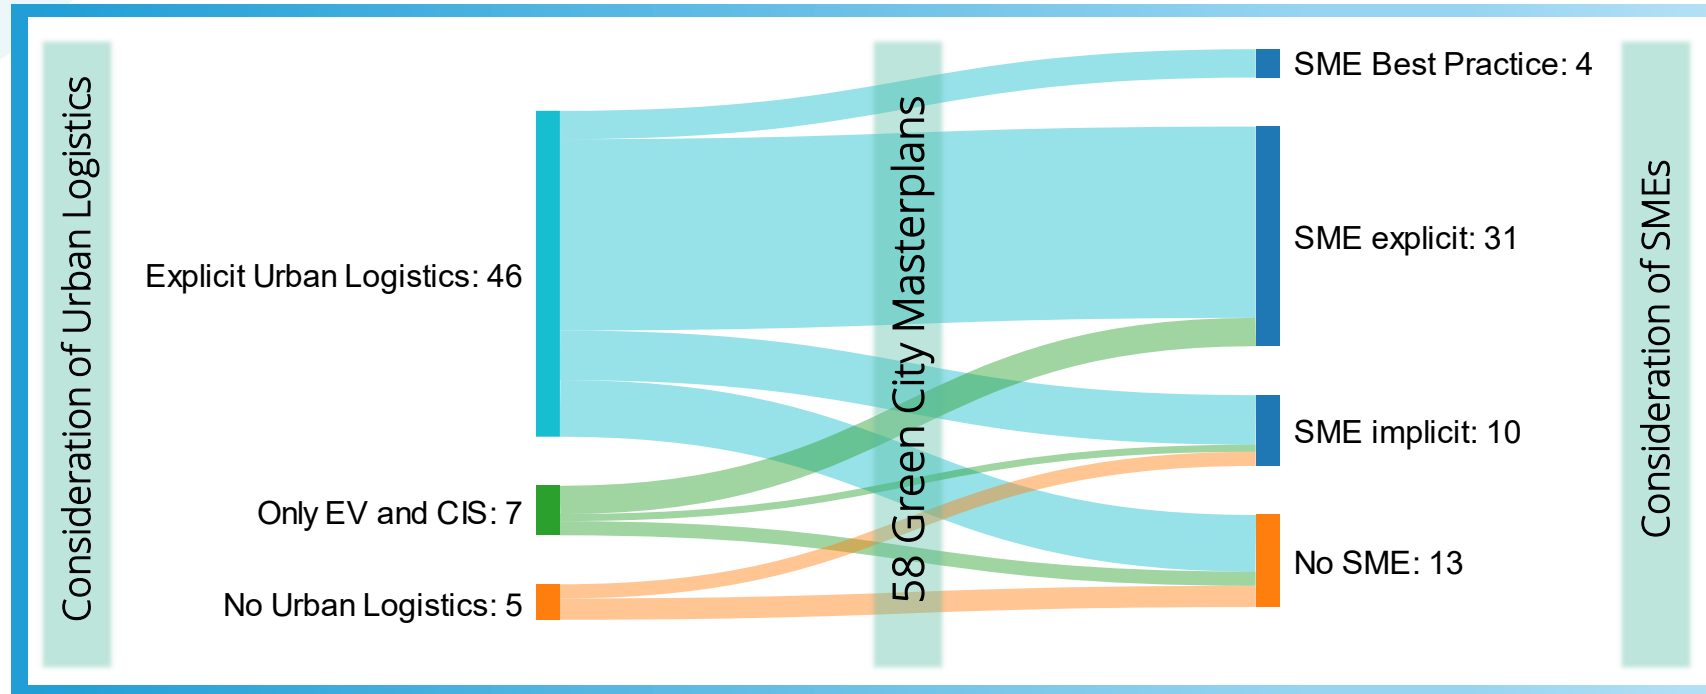 Consideration of Urban Logistics
Explicit Urban Logistics: 46
Only EV and CIS: 7
No Urban Logistics: 5
58 Green City Masterplans
SME Best Practice: 4
SME explicit: 31
SME implicit: 10
No SME: 13
Consideration of SMEs